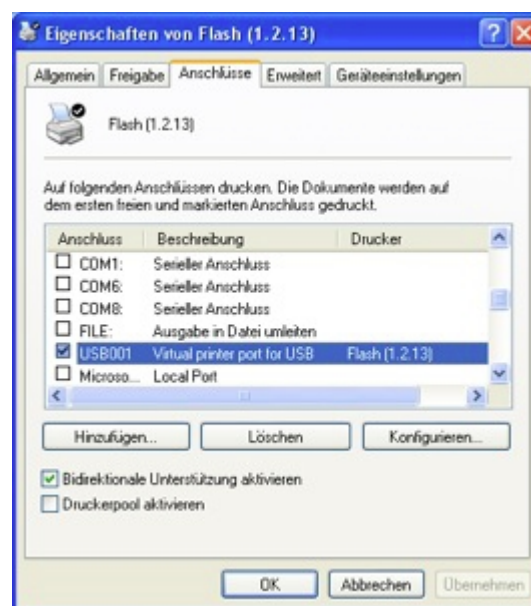 Eigenschaften von Flash (1.2.13)
Allgemein Freigabe Anschlüsse Erweitert Geräteeinstellungen
Flash (1.2.13)
Auf folgenden Anschlüssen drucken. Die Dokumente werden auf
dem ersten freien und markierten Anschluss gedruckt.
Anschluss Beschreibung Drucker
COM1: Serieller Anschluss
COM6: Serieller Anschluss
COM8: Serieller Anschluss
FILE: Ausgabe in Datei umleiten
USB001 Virtual printer port for USB Flash (1.2.13)
Microso... Local Port
Hinzufügen... Löschen Konfigurieren...
Bidirektionale Unterstützung aktivieren
Druckerpool aktivieren
OK Abbrechen Übernehmen